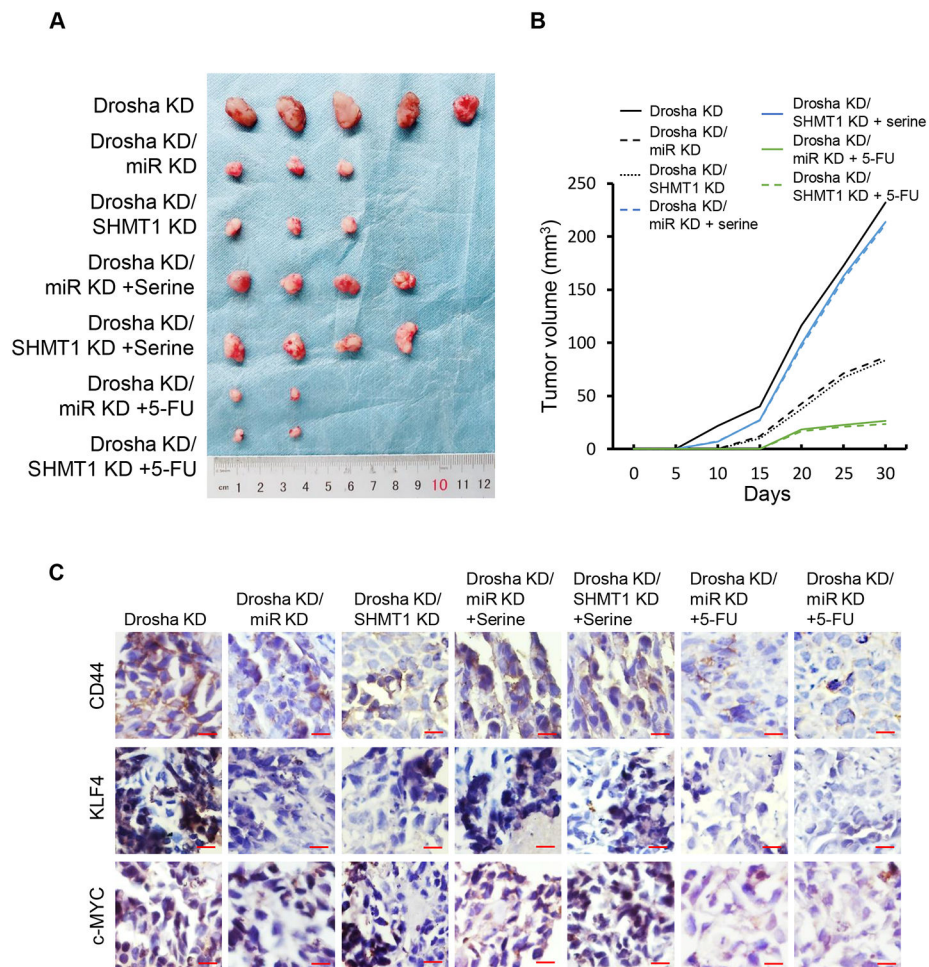 A
Drosha KD
Drosha KD/
miR KD
Drosha KD/
SHMT1 KD
Drosha KD/
miR KD +Serine
Drosha KD/
SHMT1 KD +Serine
Drosha KD/
miR KD +5-FU
Drosha KD/
SHMT1 KD +5-FU
cm 1 2 3 4 5 6 7 8 9 10 11 12
B
Drosha KD
Drosha KD/
miR KD
Drosha KD/
SHMT1 KD
Drosha KD/
miR KD + serine
Drosha KD/
SHMT1 KD + serine
Drosha KD/
miR KD + 5-FU
Drosha KD/
SHMT1 KD + 5-FU
Tumor volume (mm³)
250
200
150
100
50
0
0 5 10 15 20 25 30
Days
C
Drosha KD
Drosha KD/
miR KD
Drosha KD/
SHMT1 KD
Drosha KD/
miR KD
+Serine
Drosha KD/
SHMT1 KD
+Serine
Drosha KD/
miR KD
+5-FU
Drosha KD/
miR KD
+5-FU
CD44
KLF4
c-MYC